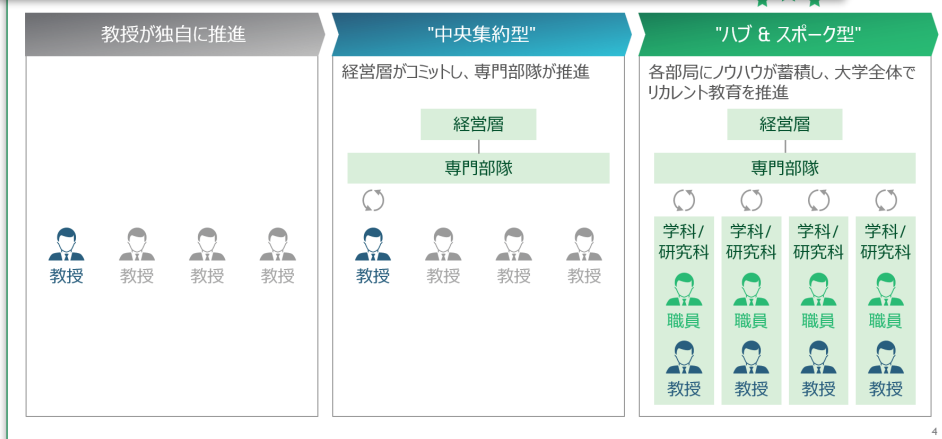 教授が独自に推進
"中央集約型"
経営層がコミットし、専門部隊が推進
経営層
専門部隊
"ハブ & スポーク型"
各部局にノウハウが蓄積し、大学全体で
リカレント教育を推進
経営層
専門部隊
学科/
研究科
学科/
研究科
学科/
研究科
学科/
研究科
職員
職員
職員
職員
教授
教授
教授
教授
教授
教授
教授
教授
教授
教授
教授
教授
4